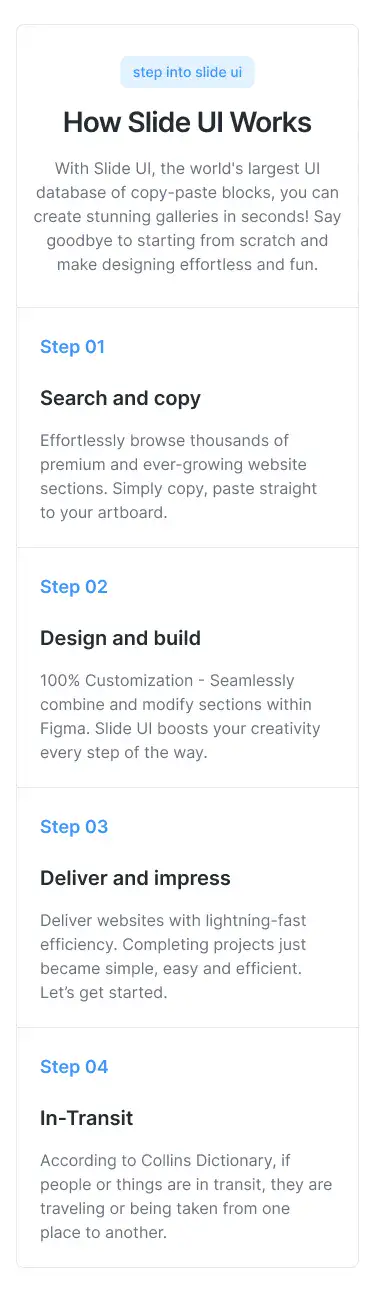 step into slide ui
How Slide UI Works
With Slide UI, the world's largest UI
database of copy-paste blocks, you can
create stunning galleries in seconds! Say
goodbye to starting from scratch and
make designing effortless and fun.
Step 01
Search and copy
Effortlessly browse thousands of
premium and ever-growing website
sections. Simply copy, paste straight
to your artboard.
Step 02
Design and build
100% Customization - Seamlessly
combine and modify sections within
Figma. Slide UI boosts your creativity
every step of the way.
Step 03
Deliver and impress
Deliver websites with lightning-fast
efficiency. Completing projects just
became simple, easy and efficient.
Let’s get started.
Step 04
In-Transit
According to Collins Dictionary, if
people or things are in transit, they are
traveling or being taken from one
place to another.